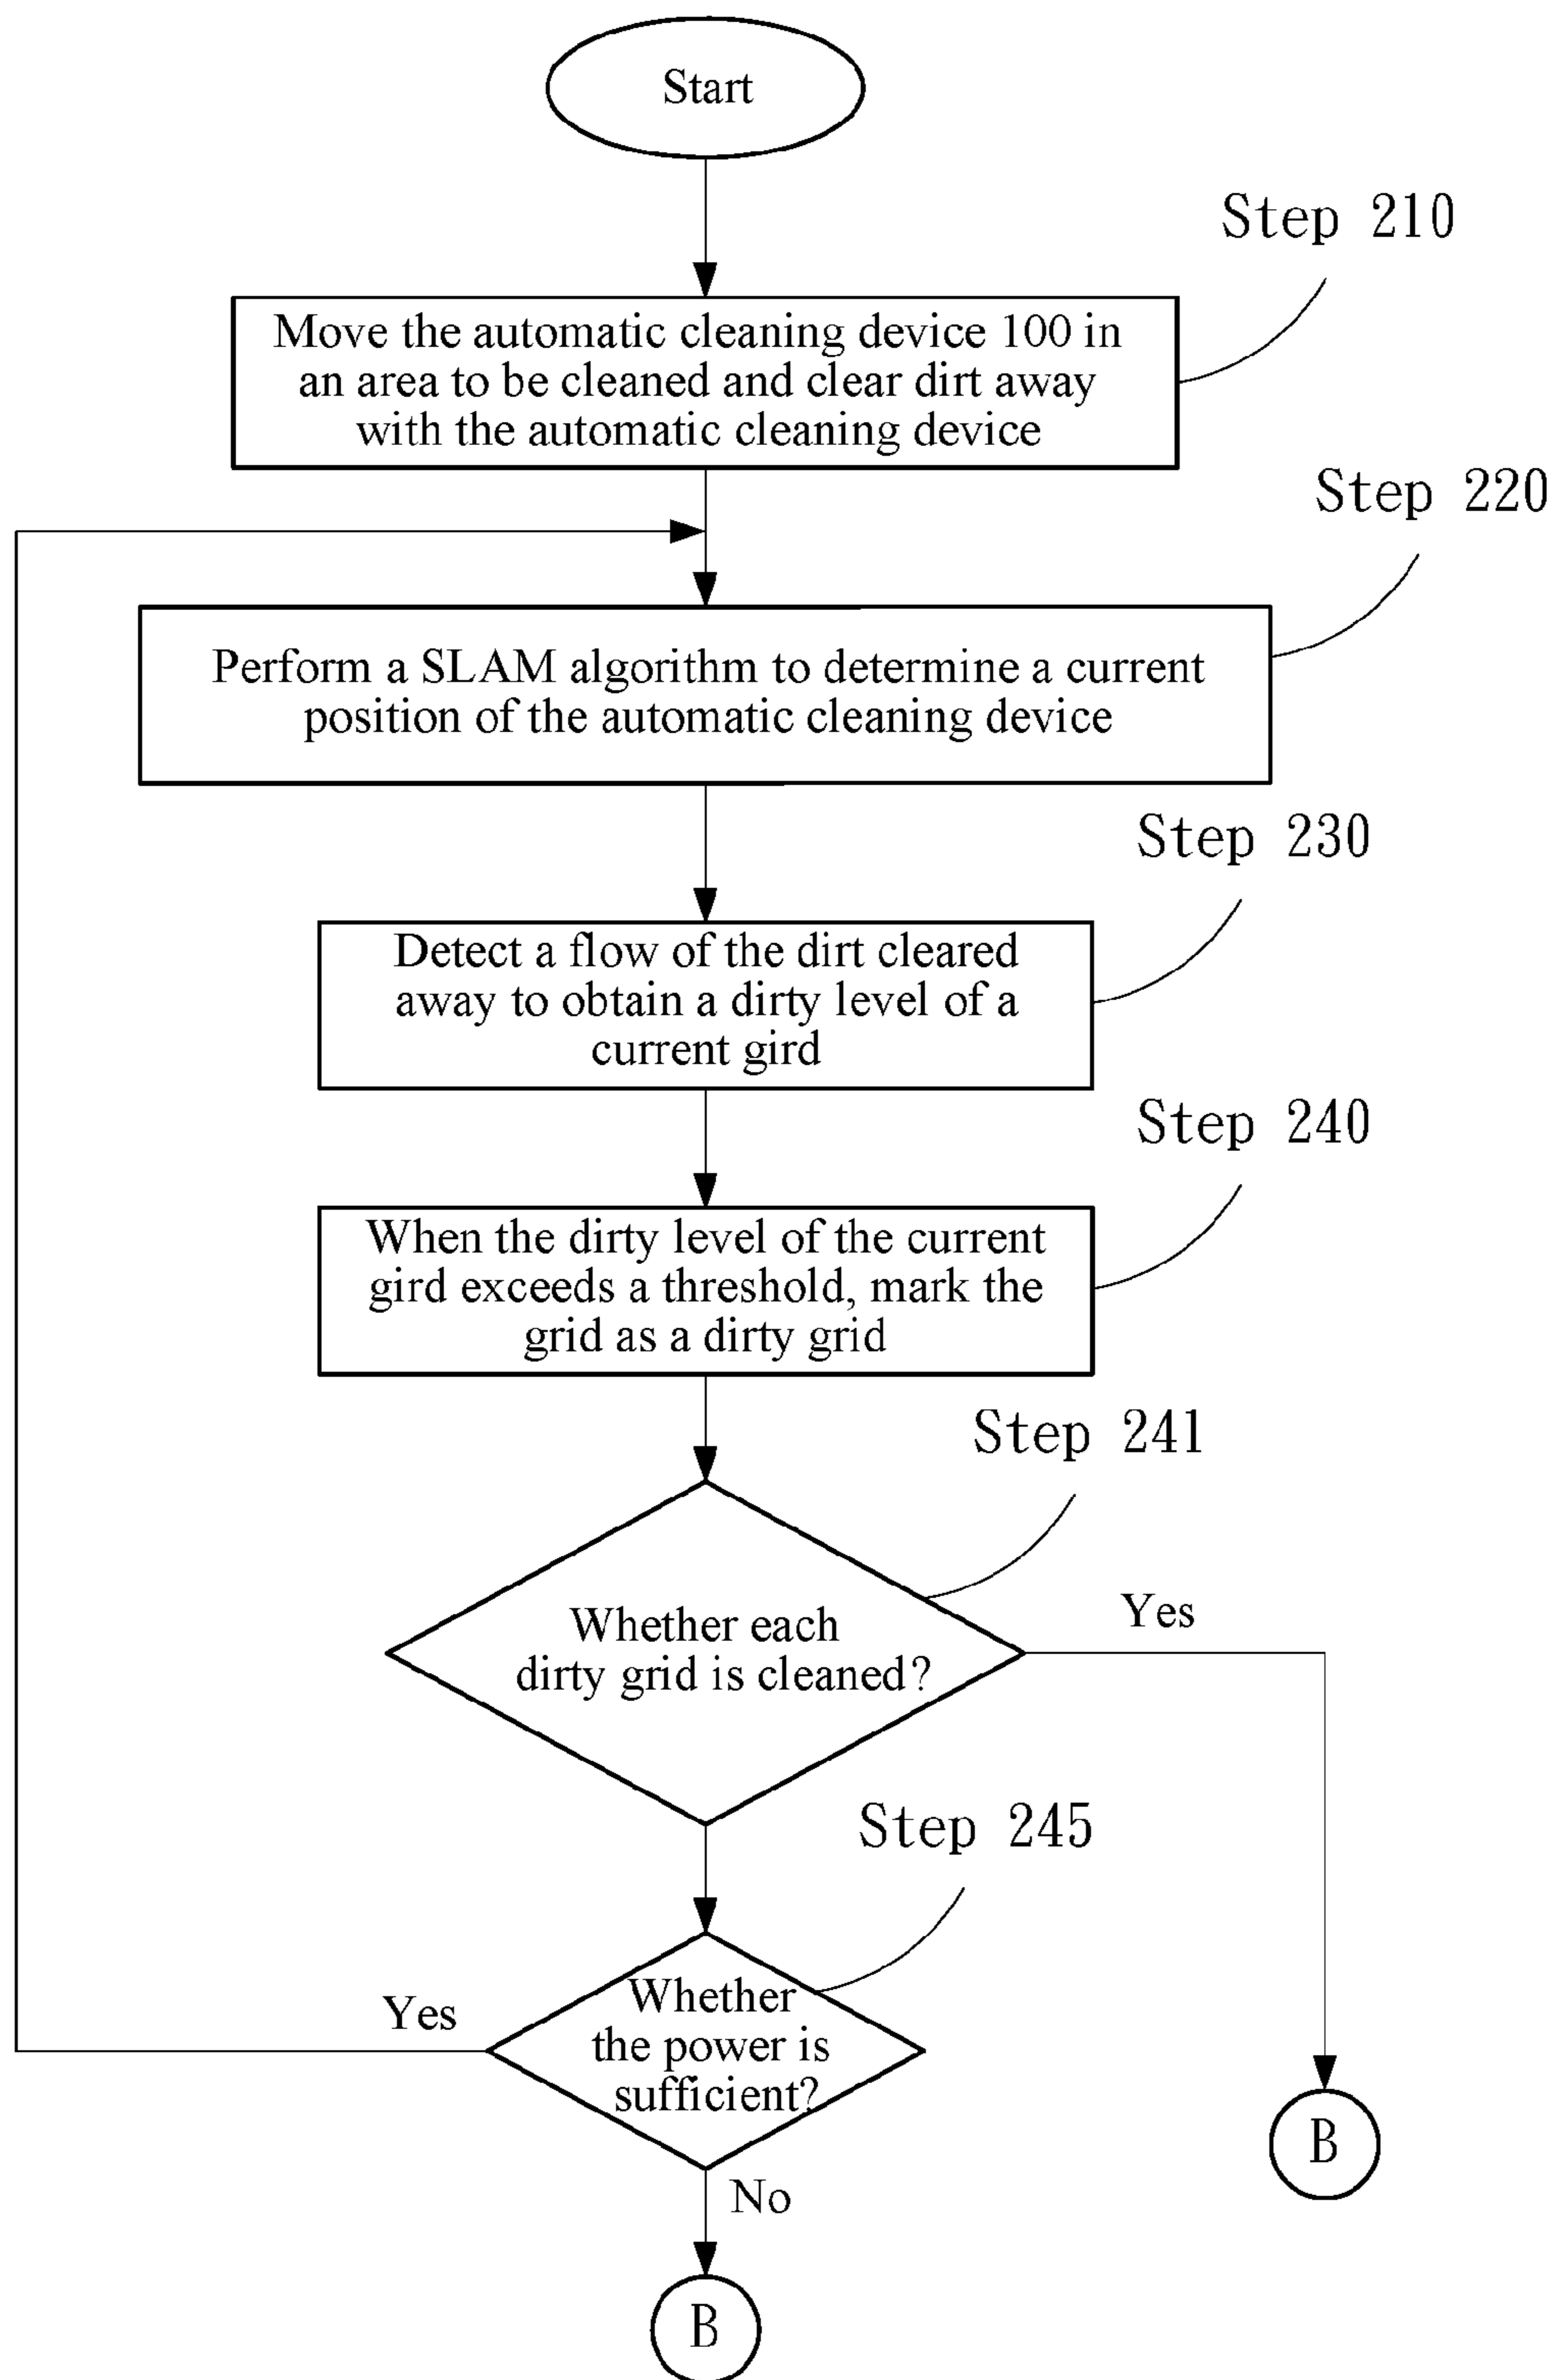 Start
Step 210
Move the automatic cleaning device 100 in
an area to be cleaned and clear dirt away
with the automatic cleaning device
Step 220
Perform a SLAM algorithm to determine a current
position of the automatic cleaning device
Step 230
Detect a flow of the dirt cleared
away to obtain a dirty level of a
current gird
Step 240
When the dirty level of the current
gird exceeds a threshold, mark the
grid as a dirty grid
Step 241
Whether each
dirty grid is cleaned?
Yes
Step 245
Whether
the power is
sufficient?
Yes
B
No
B